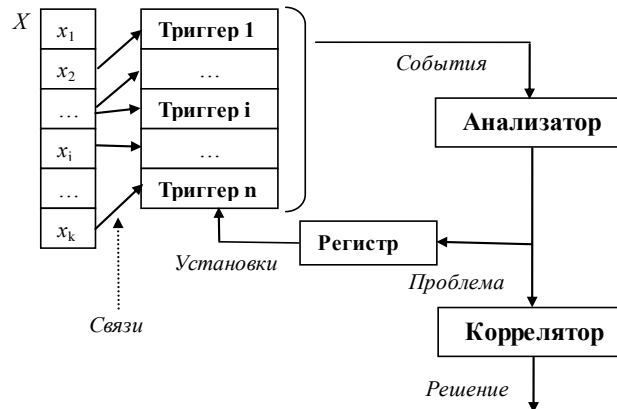 X
x1
x2
…
xi
…
xk
Триггер 1
…
Триггер i
…
Триггер n
События
Анализатор
Регистр
Установки
Проблема
Связи
Коррелятор
Решение